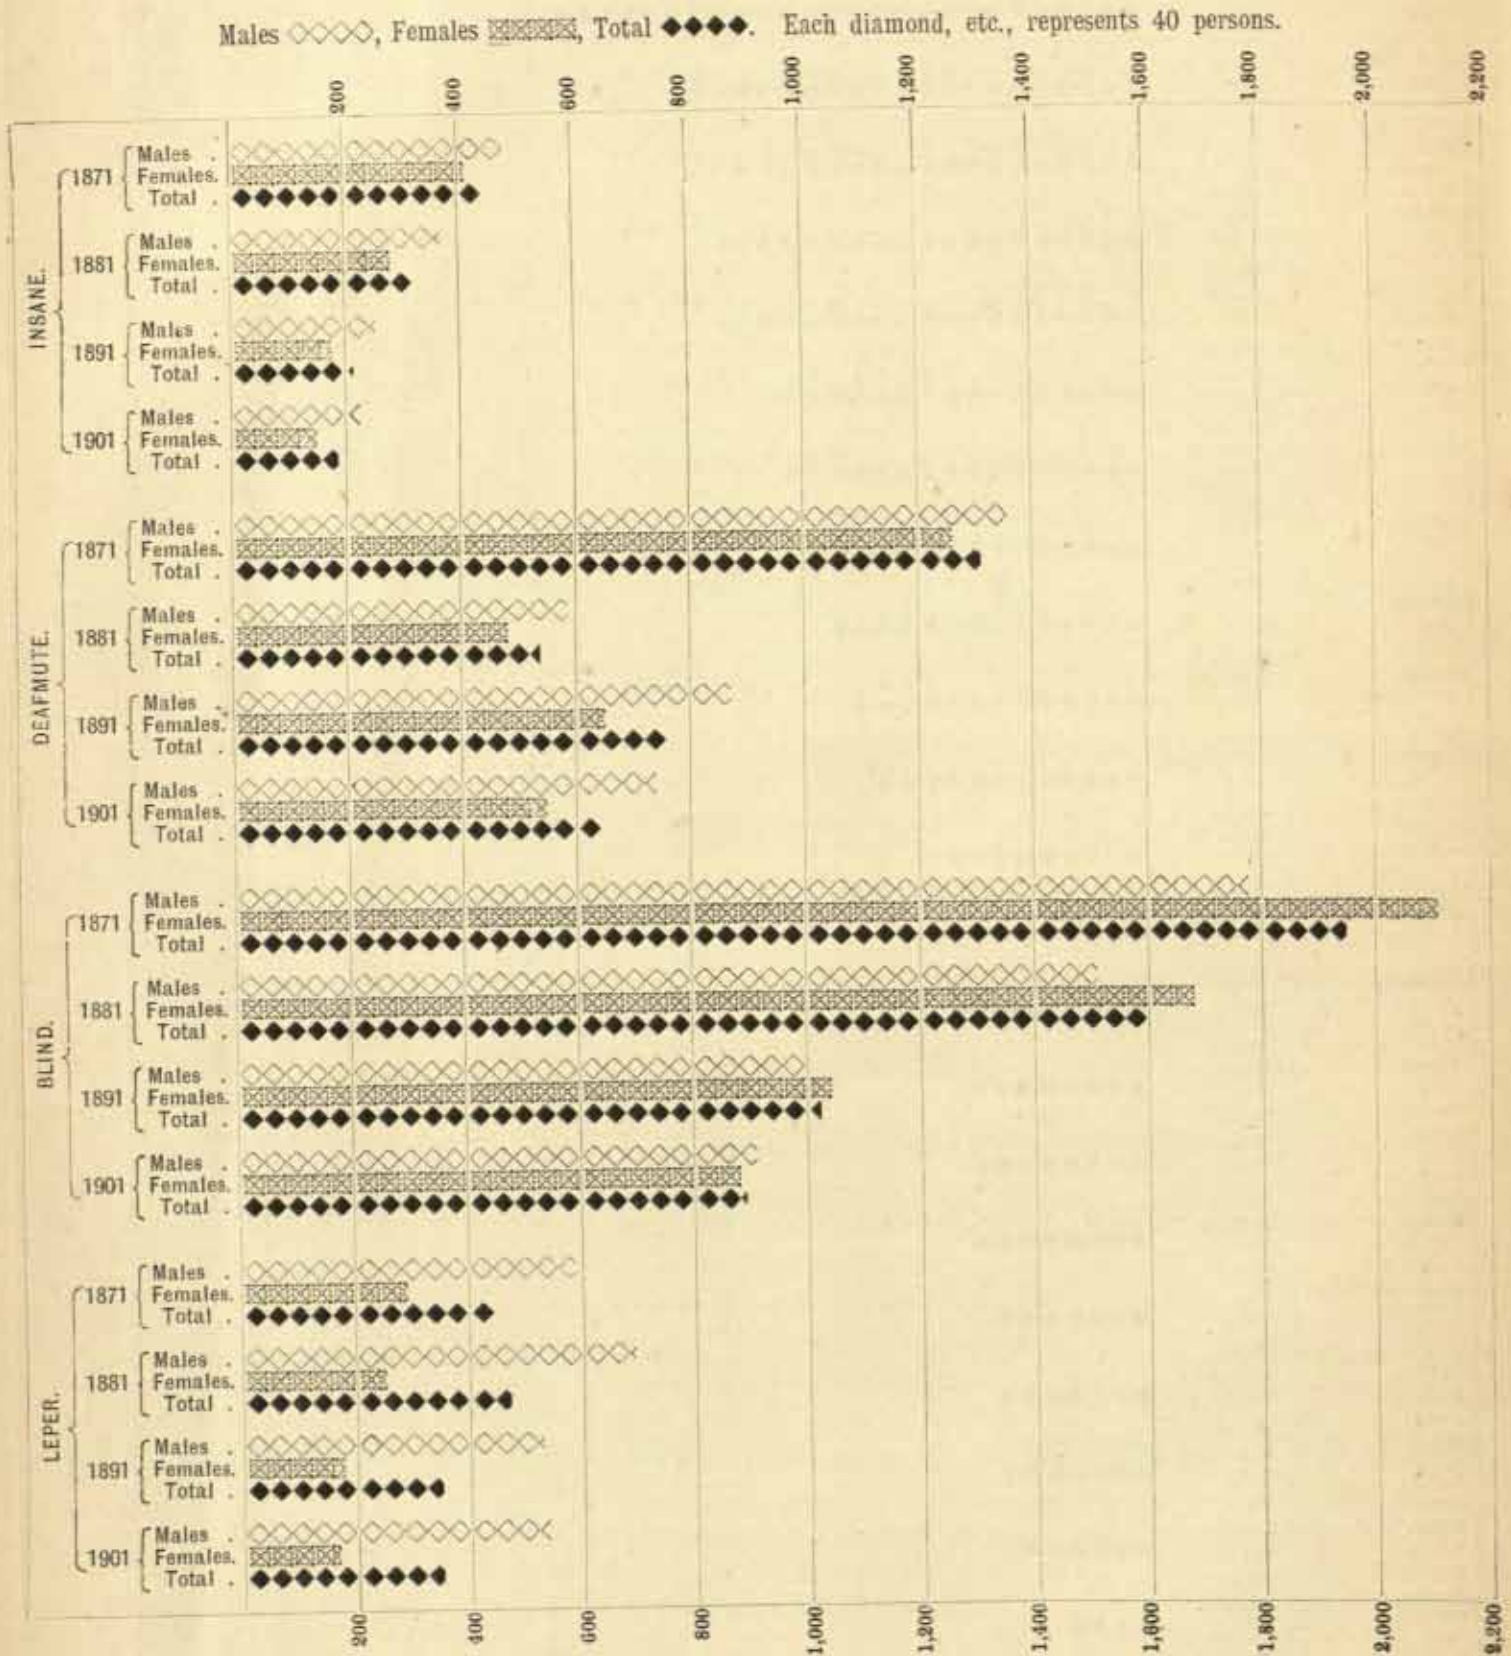 Males ◇◇◇◇, Females , Total ◆◆◆◆. Each diamond, etc., represents 40 persons.
200 400 600 800 1,000 1,200 1,400 1,600 1,800 2,000 2,200
INSANE.
1871
Males .
Females.
Total .
1881
Males .
Females.
Total .
1891
Males .
Females.
Total .
1901
Males .
Females.
Total .
DEAFMUTE.
1871
Males .
Females.
Total .
1881
Males .
Females.
Total .
1891
Males .
Females.
Total .
1901
Males .
Females.
Total .
BLIND.
1871
Males .
Females.
Total .
1881
Males .
Females.
Total .
1891
Males .
Females.
Total .
1901
Males .
Females.
Total .
LEPER.
1871
Males .
Females.
Total .
1881
Males .
Females.
Total .
1891
Males .
Females.
Total .
1901
Males .
Females.
Total .
200 400 600 800 1,000 1,200 1,400 1,600 1,800 2,000 2,200